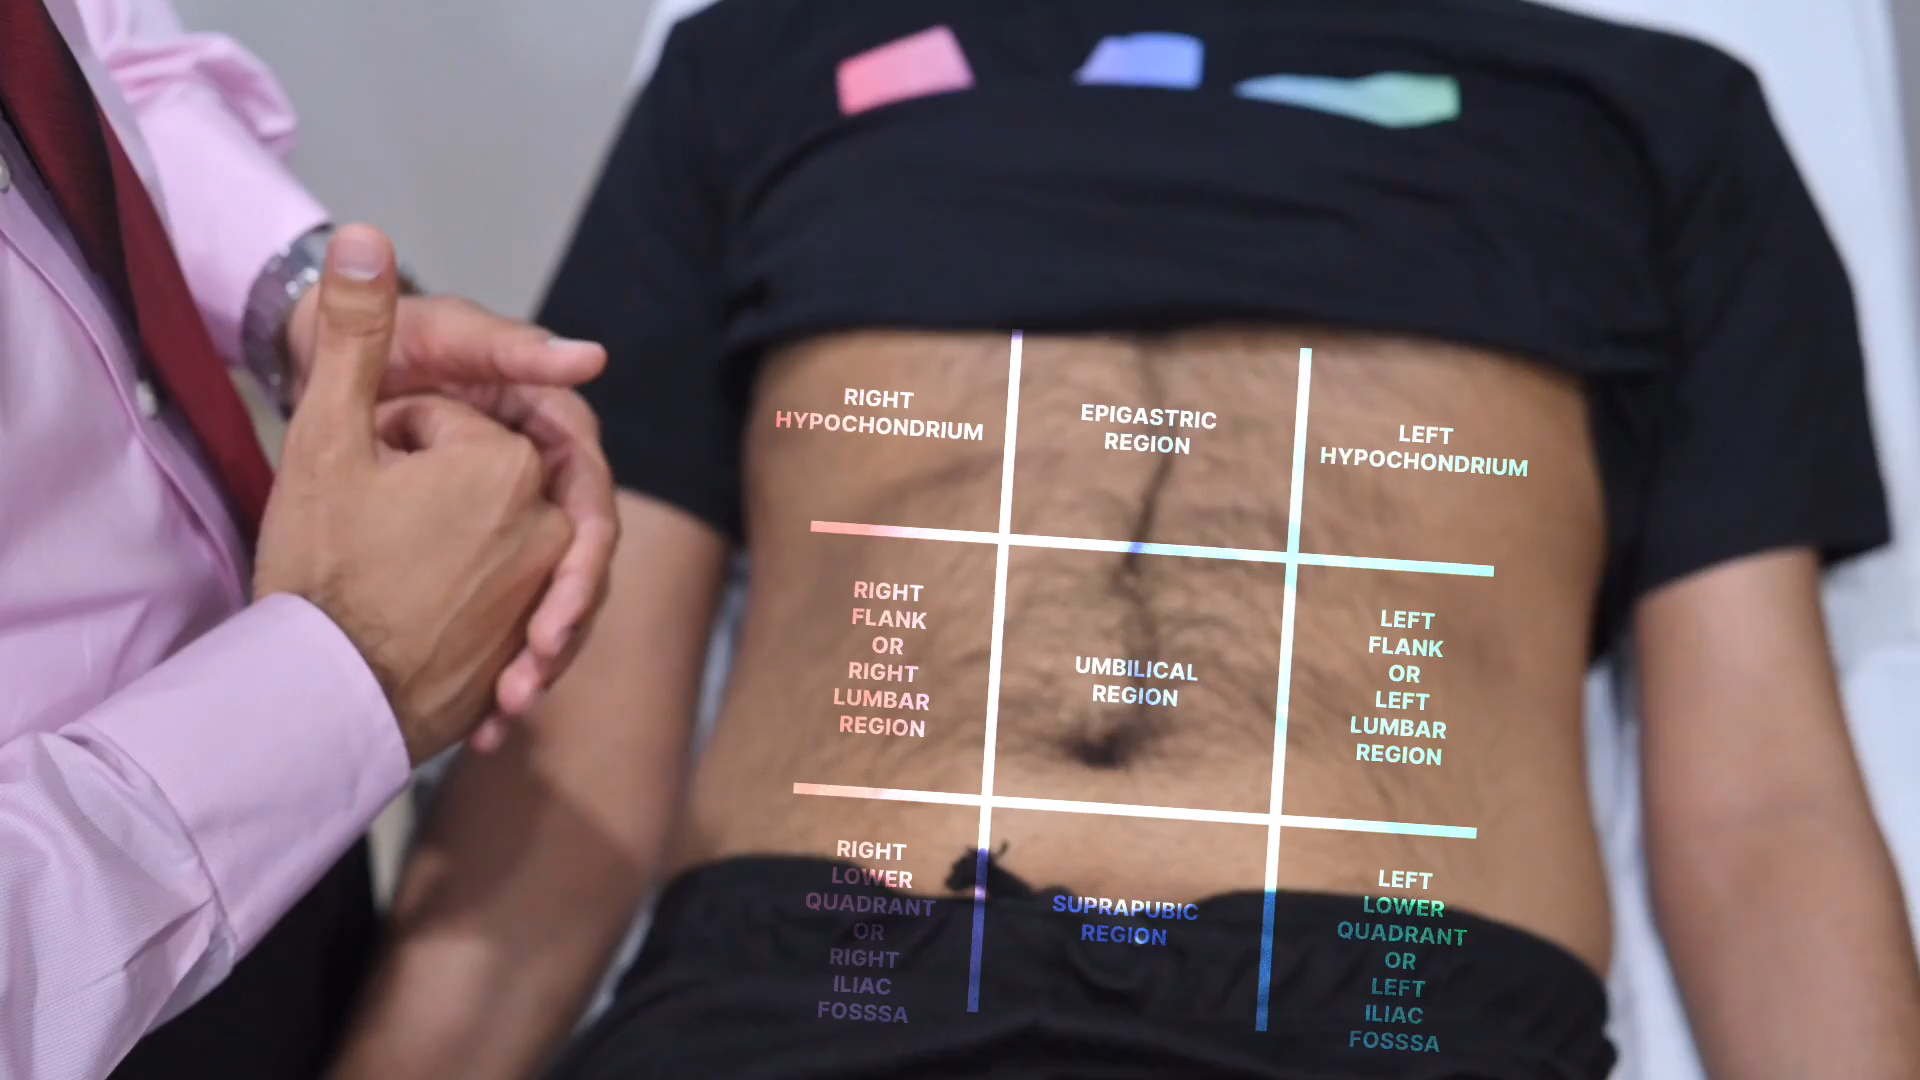 RIGHT
HYPOCHONDRIUM
EPIGASTRIC
REGION
LEFT
HYPOCHONDRIUM
RIGHT
FLANK
OR
RIGHT
LUMBAR
REGION
UMBILICAL
REGION
LEFT
FLANK
OR
LEFT
LUMBAR
REGION
RIGHT
LOWER
QUADRANT
OR
RIGHT
ILIAC
FOSSSA
SUPRAPUBIC
REGION
LEFT
LOWER
QUADRANT
OR
LEFT
ILIAC
FOSSSA